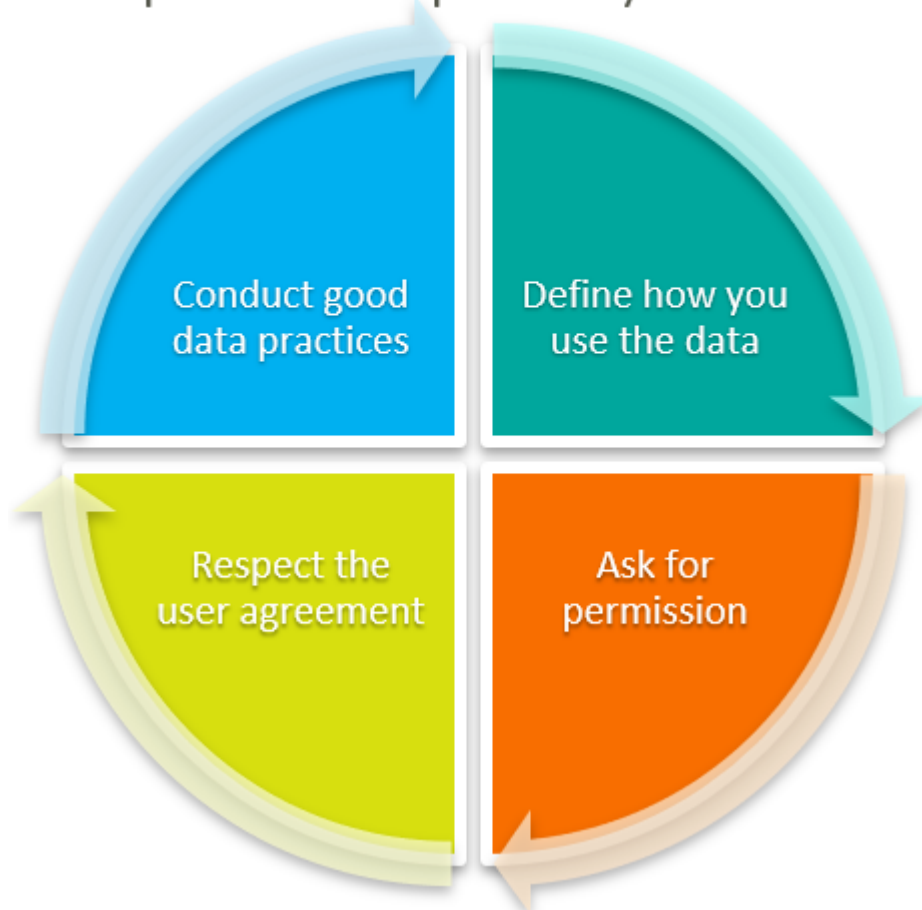 Conduct good
data practices
Define how you
use the data
Respect the
user agreement
Ask for
permission